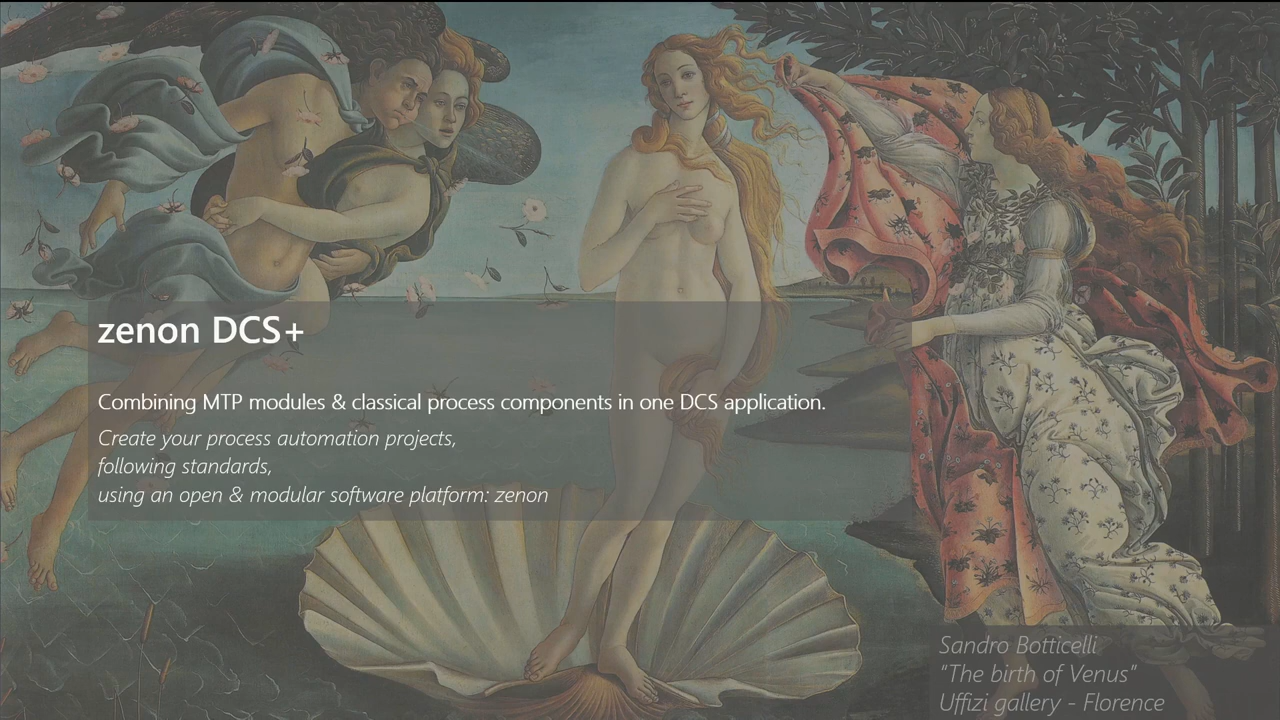 zenon DCS+
Combining MTP modules & classical process components in one DCS application.
Create your process automation projects,
following standards,
using an open & modular software platform: zenon
Sandro Botticelli
"The birth of Venus"
Uffizi gallery - Florence